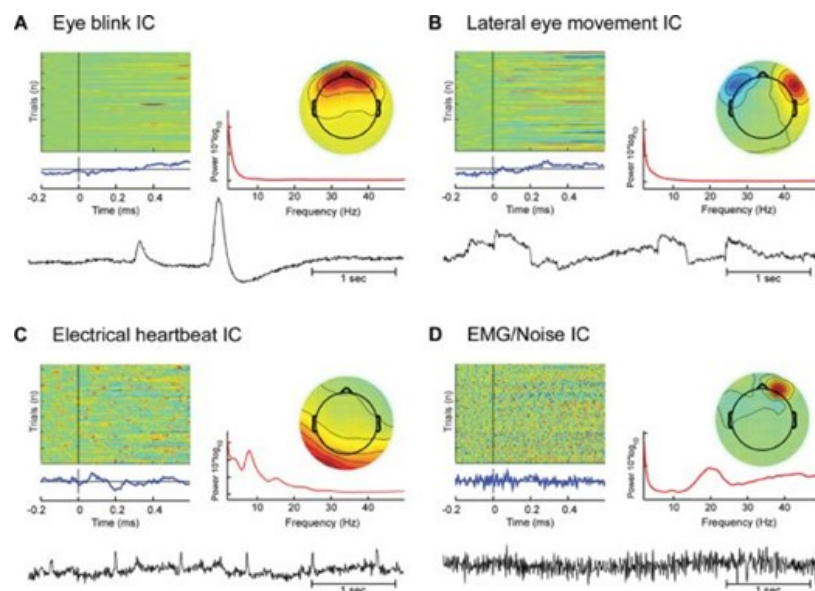 A Eye blink IC
Trials (n)
Power 10*log10
-0.2 0 0.2 0.4
Time (ms)
10 20 30 40
Frequency (Hz)
1 sec
B Lateral eye movement IC
Trials (n)
Power 10*log10
-0.2 0 0.2 0.4
Time (ms)
10 20 30 40
Frequency (Hz)
1 sec
C Electrical heartbeat IC
Trials (n)
Power 10*log10
-0.2 0 0.2 0.4
Time (ms)
10 20 30 40
Frequency (Hz)
1 sec
D EMG/Noise IC
Trials (n)
Power 10*log10
-0.2 0 0.2 0.4
Time (ms)
10 20 30 40
Frequency (Hz)
1 sec